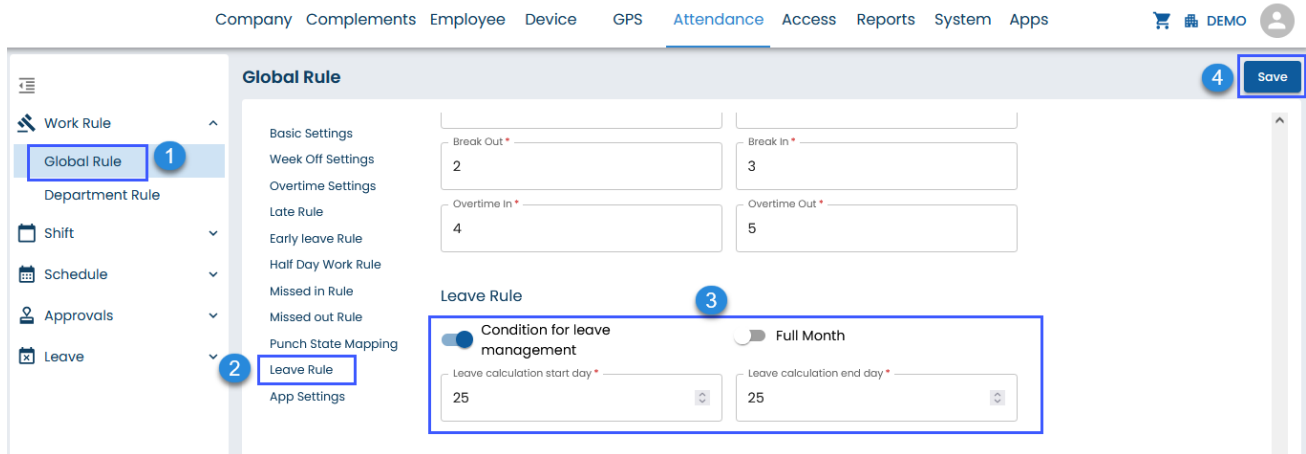 Company Complements Employee Device GPS Attendance Access Reports System Apps DEMO
Global Rule 4 Save
Work Rule
Global Rule 1
Department Rule
Shift
Schedule
Approvals
Leave
Basic Settings
Week Off Settings
Overtime Settings
Late Rule
Early leave Rule
Half Day Work Rule
Missed in Rule
Missed out Rule
Punch State Mapping
2 Leave Rule
App Settings
Break Out * Break In *
2 3
Overtime In * Overtime Out *
4 5
Leave Rule 3
Condition for leave
management
Full Month
Leave calculation start day * Leave calculation end day *
25 25